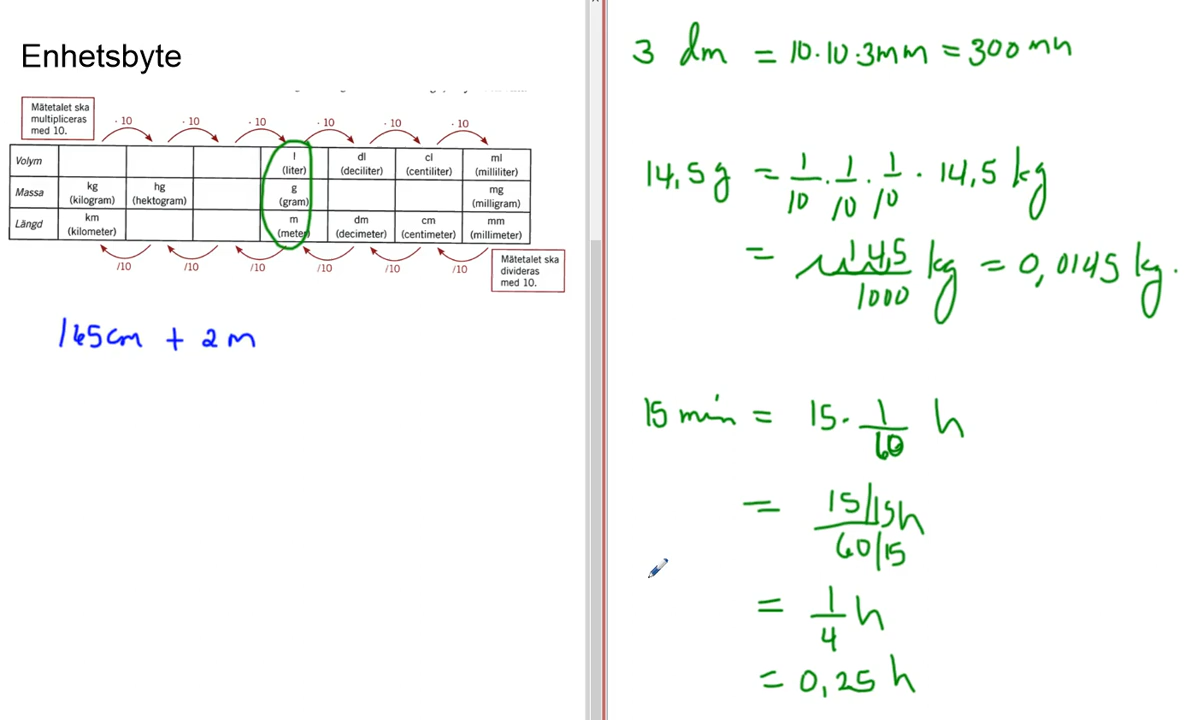 Enhetsbyte
Mätetalet ska
multipliceras
med 10.
· 10 · 10 · 10 · 10 · 10 · 10
Volym l (liter) dl (deciliter) cl (centiliter) ml (milliliter)
Massa kg (kilogram) hg (hektogram) g (gram) mg (milligram)
Längd km (kilometer) m (meter) dm (decimeter) cm (centimeter) mm (millimeter)
/10 /10 /10 /10 /10 /10
Mätetalet ska
divideras
med 10.
165cm + 2 m
3 dm = 10·10·3mm = 300 mm
14,5 g = 1/10 · 1/10 · 1/10 · 14,5 kg
= 14,5/1000 kg = 0,0145 kg.
15 min = 15 · 1/60 h
= 15/15 h
60/15
= 1/4 h
= 0,25 h